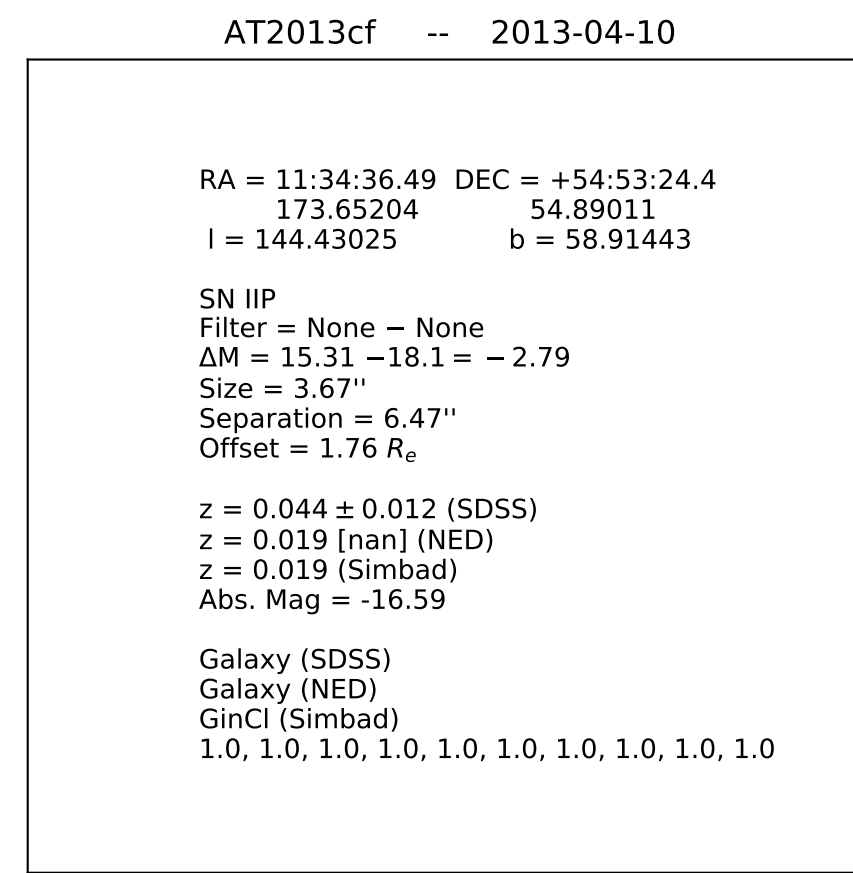 AT2013cf -- 2013-04-10
RA = 11:34:36.49 DEC = +54:53:24.4
173.65204 54.89011
l = 144.43025 b = 58.91443
SN IIP
Filter = None − None
ΔM = 15.31 −18.1 = − 2.79
Size = 3.67''
Separation = 6.47''
Offset = 1.76 Rₑ
z = 0.044 ± 0.012 (SDSS)
z = 0.019 [nan] (NED)
z = 0.019 (Simbad)
Abs. Mag = -16.59
Galaxy (SDSS)
Galaxy (NED)
GinCl (Simbad)
1.0, 1.0, 1.0, 1.0, 1.0, 1.0, 1.0, 1.0, 1.0, 1.0